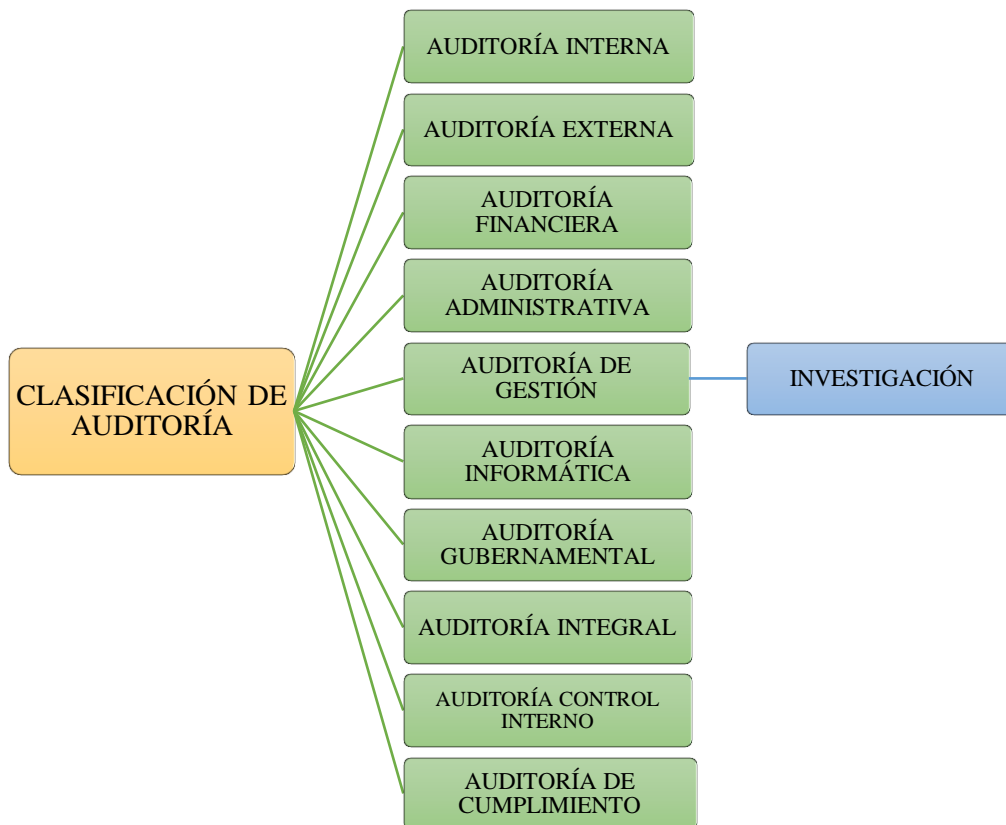 AUDITORÍA INTERNA
AUDITORÍA EXTERNA
AUDITORÍA
FINANCIERA
AUDITORÍA
ADMINISTRATIVA
CLASIFICACIÓN DE
AUDITORÍA
AUDITORÍA DE
GESTIÓN
INVESTIGACIÓN
AUDITORÍA
INFORMÁTICA
AUDITORÍA
GUBERNAMENTAL
AUDITORÍA INTEGRAL
AUDITORÍA CONTROL
INTERNO
AUDITORÍA DE
CUMPLIMIENTO